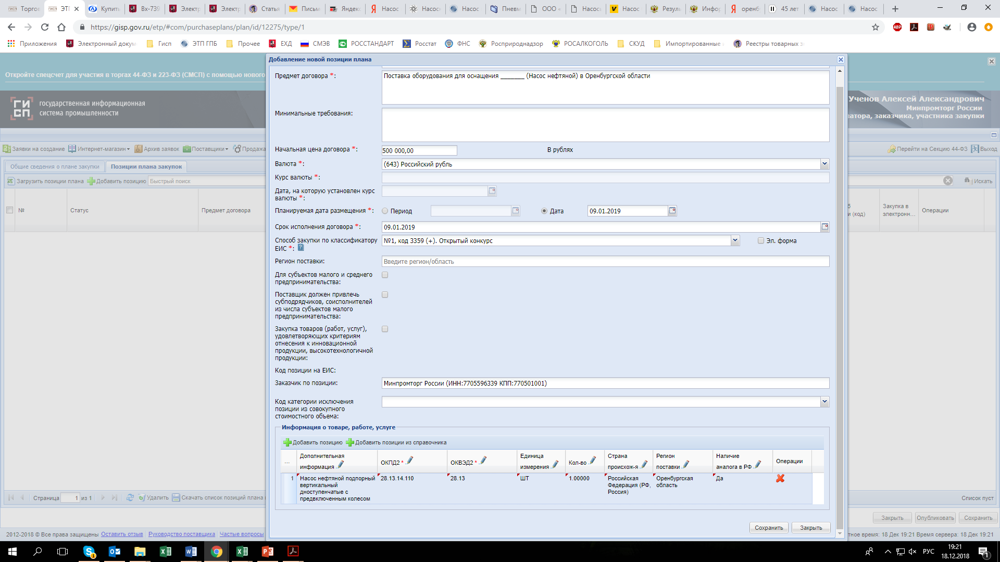 Торгов
ЭТП
Купить
Вх-739
Электр
Электр
Статья
Письм
Яндекс
Насос
Насос
Насос
Пневм
ООО «
Насос
Насос
Резуль
Инфор
оренб
45 лет
Насос
Насос
https://gisp.gov.ru/etp/#com/purchaseplans/plan/id/12275/type/1
ABP
Приложения
Электронный докум
Гисп
ЭТП ГПБ
Прочее
ЕХД
СМЭВ
РОССТАНДАРТ
Росстат
ФНС
Росприроднадзор
РОСАЛКОГОЛЬ
СКУД
Импортированные
Реестры товарных з
Откройте спецсчет для участия в торгах 44-ФЗ и 223-ФЗ (СМСП) с помощью нового
ГИСП
государственная информационная
система промышленности
Ученов Алексей Александрович
Минпромторг России
затора, заказчика, участника закупки
Заявки на создание
Интернет-магазин
Архив заявок
Поставщики
Продажа
Перейти на Секцию 44-ФЗ
Выход
Общие сведения о плане закупки
Позиции плана закупок
Загрузить позиции плана
Добавить позицию
Быстрый поиск
Искать
№
Статус
Предмет договора
и (код)
Закупка в
электронн...
Операции
Добавление новой позиции плана
Предмет договора *:
Поставка оборудования для оснащения _______ (Насос нефтяной) в Оренбургской области
Минимальные требования:
Начальная цена договора *:
500 000,00
В рублях
Валюта *:
(643) Российский рубль
Курс валюты *:
Дата, на которую установлен курс
валюты *:
Планируемая дата размещения *:
Период
Дата
09.01.2019
Срок исполнения договора *:
09.01.2019
Способ закупки по классификатору
ЕИС *: ?
№1, код 3359 (+). Открытый конкурс
Эл. форма
Регион поставки:
Введите регион/область
Для субъектов малого и среднего
предпринимательства:
Поставщик должен привлечь
субподрядчиков, соисполнителей
из числа субъектов малого
предпринимательства:
Закупка товаров (работ, услуг),
удовлетворяющих критериям
отнесения к инновационной
продукции, высокотехнологичной
продукции:
Код позиции на ЕИС:
Заказчик по позиции:
Минпромторг России (ИНН:7705596339 КПП:770501001)
Код категории исключения
позиции из совокупного
стоимостного объема:
Информация о товаре, работе, услуге
Добавить позицию
Добавить позиции из справочника
...
Дополнительная
информация
ОКПД2 *
ОКВЭД2 *
Единица
измерения
Кол-во
Страна
происхож-я
Регион
поставки
Наличие
аналога в РФ
Операции
1
Насос нефтяной подпорный
вертикальный
дноступенчатые с
предвключенным колесом
28.13.14.110
28.13
ШТ
1.00000
Российская
Федерация (РФ,
Россия)
Оренбургская
область
Да
Сохранить
Закрыть
Страница 1 из 1
Удалить
Скачать список позиций плана
Список пуст
Закрыть
Опубликовать
Сохранить
2012-2018 © Все права защищены
Оставить отзыв
Руководство поставщика
Частые вопросы
тное время: 18 Дек 19:21 Время сервера: 18 Дек 19:21
РУС
19:21
18.12.2018
1